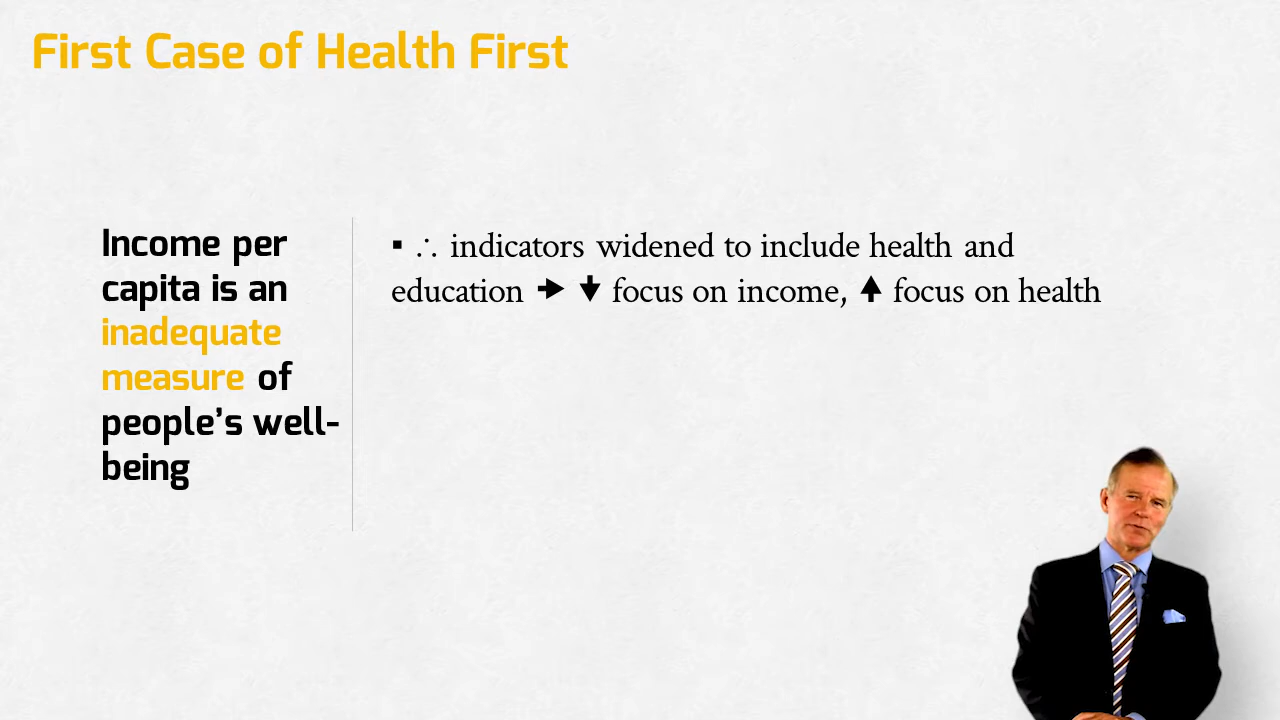 First Case of Health First
Income per
capita is an
inadequate
measure of
people’s well-
being
▪ ∴ indicators widened to include health and
education 🡆 🡇 focus on income, 🡅 focus on health